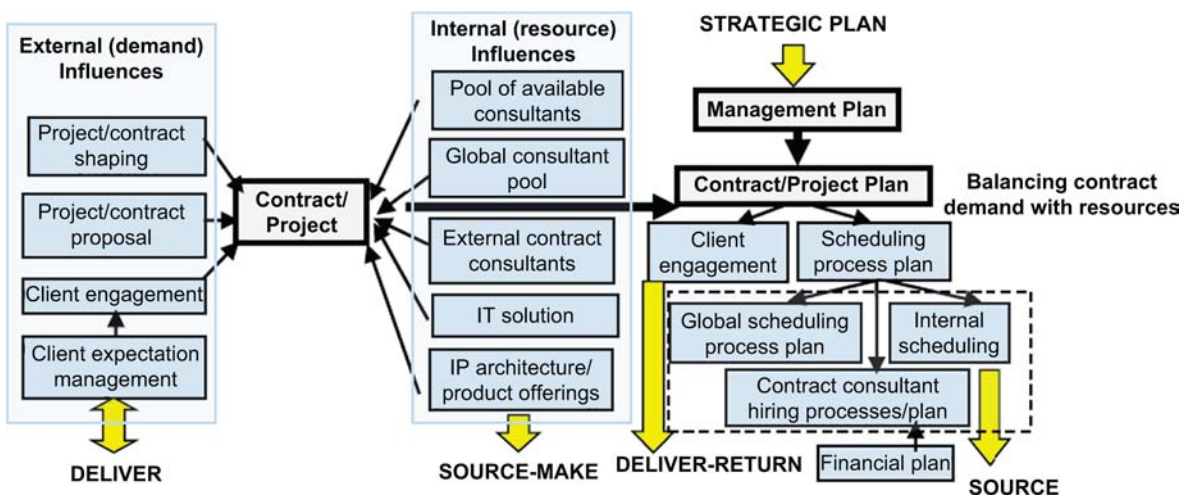 External (demand)
Influences
Project/contract
shaping
Project/contract
proposal
Client engagement
Client expectation
management
DELIVER
Contract/
Project
Internal (resource)
Influences
Pool of available
consultants
Global consultant
pool
External contract
consultants
IT solution
IP architecture/
product offerings
SOURCE-MAKE
STRATEGIC PLAN
Management Plan
Contract/Project Plan
Balancing contract
demand with resources
Client
engagement
Scheduling
process plan
Global scheduling
process plan
Internal
scheduling
Contract consultant
hiring processes/plan
Financial plan
DELIVER-RETURN
SOURCE